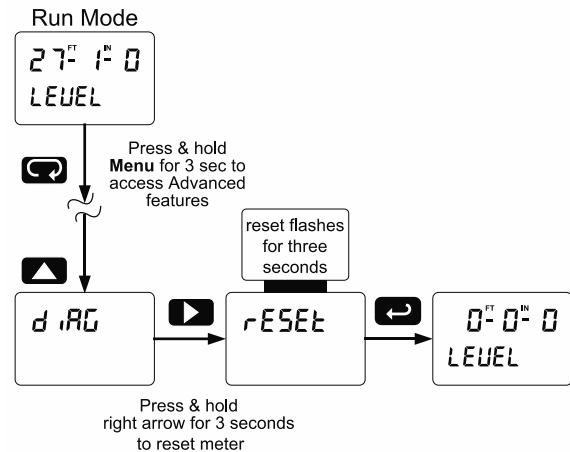 Run Mode
27 FT - 1 IN - 0
LEVEL
Press & hold
Menu for 3 sec to
access Advanced
features
reset flashes
for three
seconds
diAG
rESEt
0 FT - 0 IN - 0
LEVEL
Press & hold
right arrow for 3 seconds
to reset meter